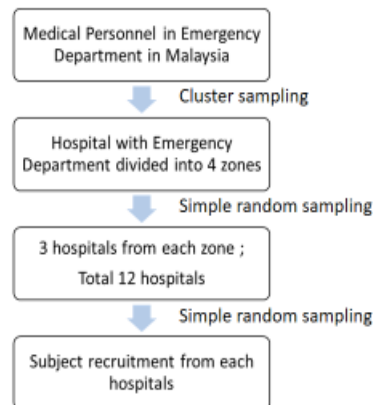 Medical Personnel in Emergency
Department in Malaysia
Cluster sampling
Hospital with Emergency
Department divided into 4 zones
Simple random sampling
3 hospitals from each zone ;
Total 12 hospitals
Simple random sampling
Subject recruitment from each
hospitals